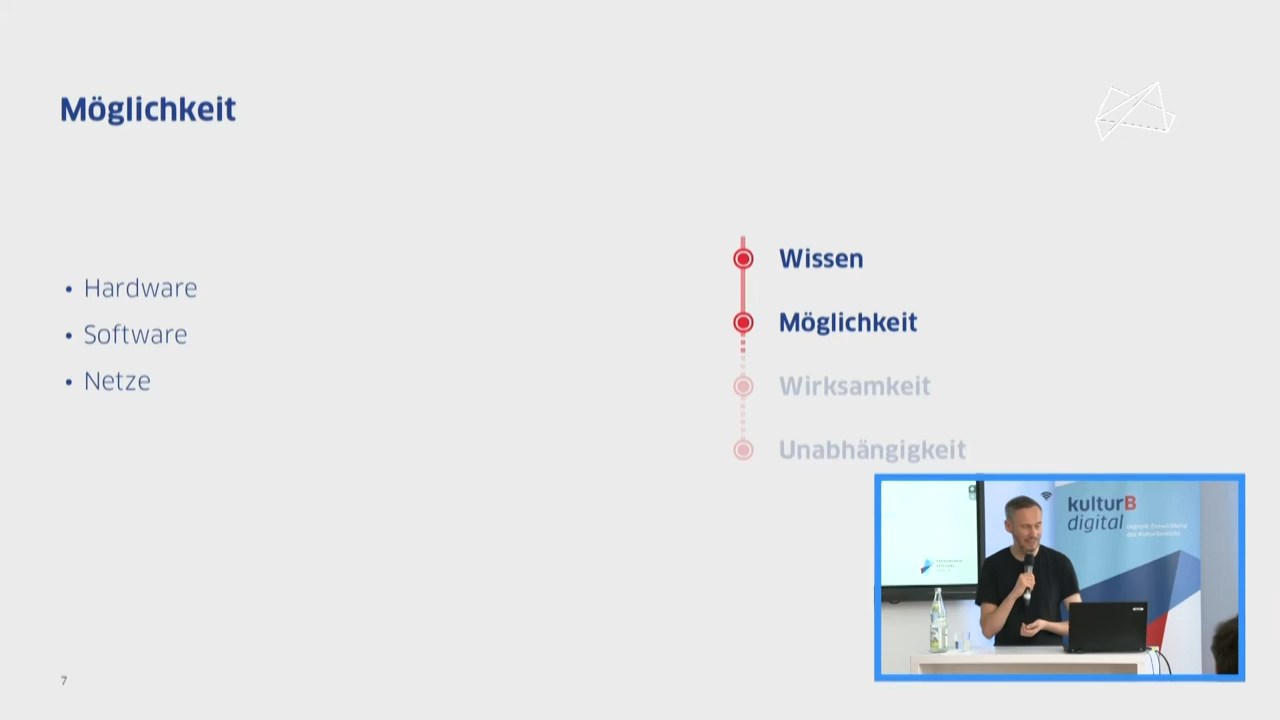 Möglichkeit
• Hardware
• Software
• Netze
Wissen
Möglichkeit
Wirksamkeit
Unabhängigkeit
kulturB
digital
7